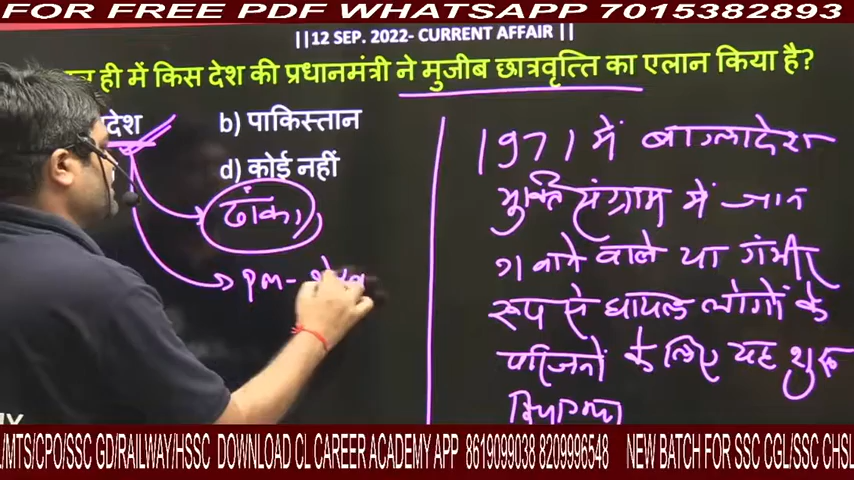 FOR FREE PDF WHATSAPP 7015382893
||12 SEP. 2022- CURRENT AFFAIR ||
ही में किस देश की प्रधानमंत्री ने मुजीब छात्रवृत्ति का एलान किया है?
देश
b) पाकिस्तान
d) कोई नहीं
ढांका
PM-
1971 में बाग्लादेश
मुक्ति संग्राम में जान
गवाने वाले या गंभीर
रूप से घायल लोगों के
परिजनों के लिए यह शुरू
किया गया
/MTS/CPO/SSC GD/RAILWAY/HSSC DOWNLOAD CL CAREER ACADEMY APP 8619099038 8209996548 NEW BATCH FOR SSC CGL/SSC CHSL